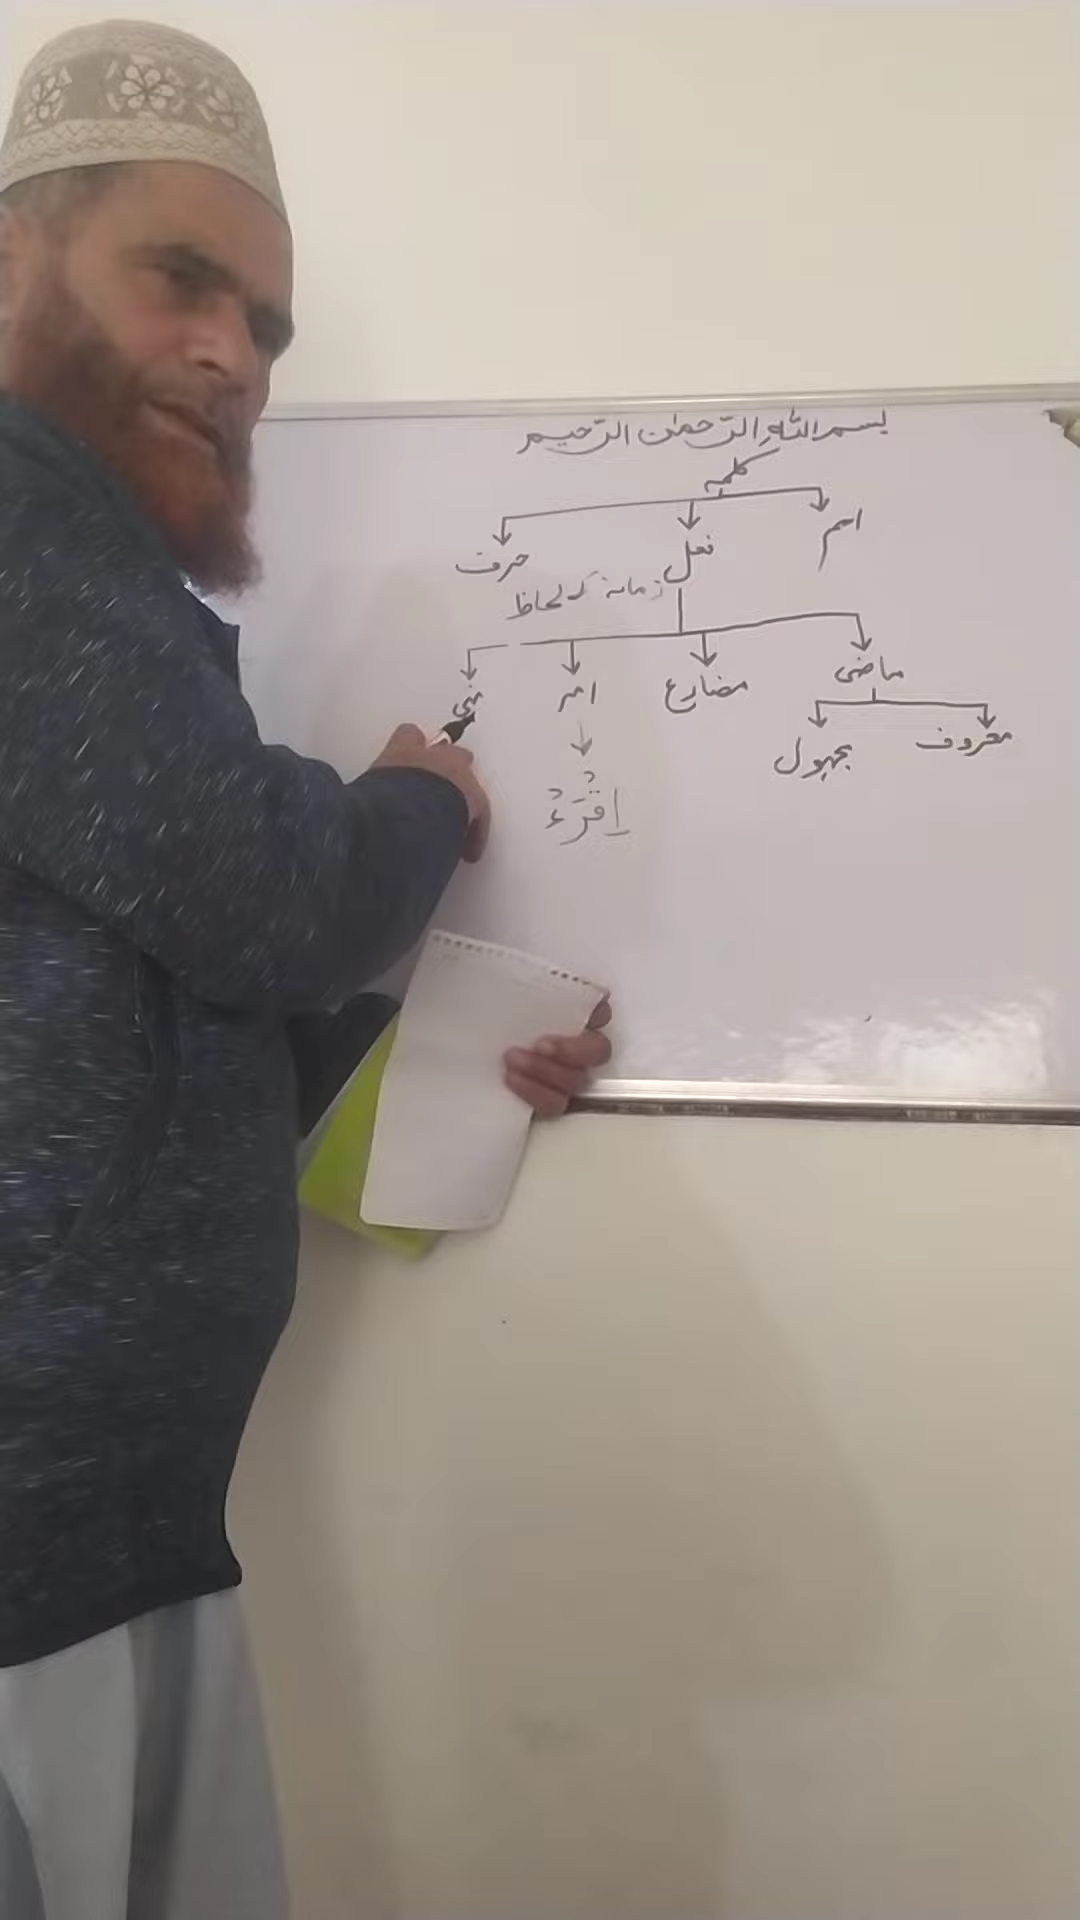 بسم اللہ الرحمٰن الرحیم
کلمہ
اسم فعل حرف
زمانہ کے لحاظ
ماضی مضارع امر نہی
معروف مجہول
اِقْرَءْ